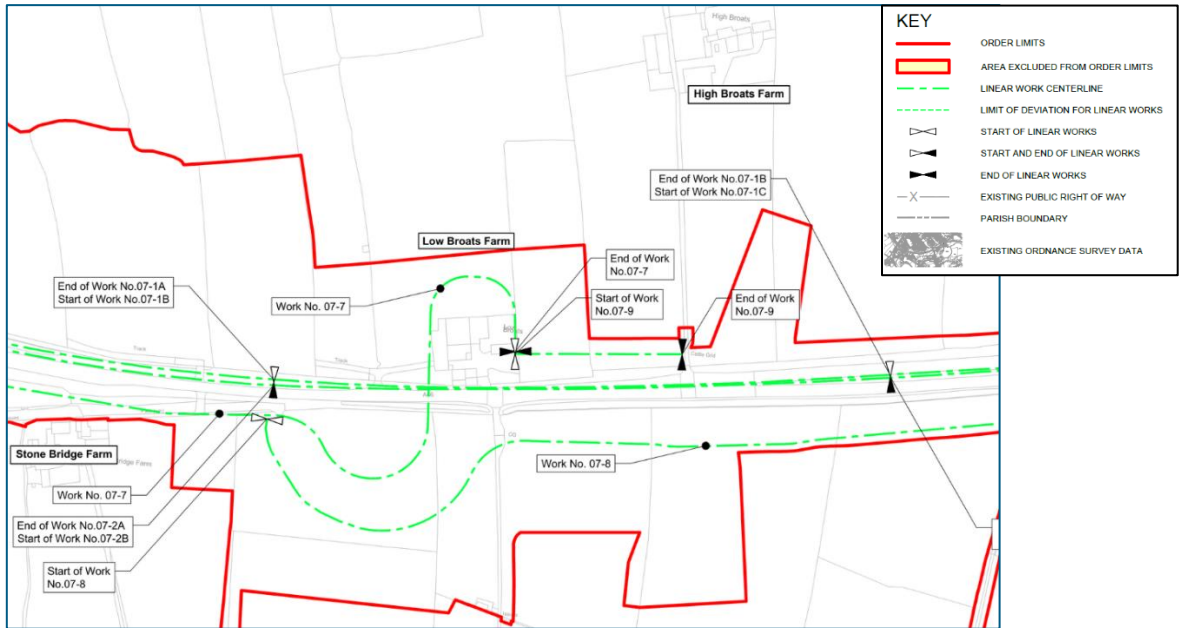 High Broats
High Broats Farm
End of Work No.07-1B
Start of Work No.07-1C
Low Broats Farm
End of Work
No.07-7
End of Work No.07-1A
Start of Work No.07-1B
Work No. 07-7
Start of Work
No.07-9
End of Work
No.07-9
Track
Track
Cattle Grid
A66
Stone Bridge Farm
Bridge Farm
CG
Work No. 07-8
Work No. 07-7
End of Work No.07-2A
Start of Work No.07-2B
Start of Work
No.07-8
KEY
ORDER LIMITS
AREA EXCLUDED FROM ORDER LIMITS
LINEAR WORK CENTERLINE
LIMIT OF DEVIATION FOR LINEAR WORKS
START OF LINEAR WORKS
START AND END OF LINEAR WORKS
END OF LINEAR WORKS
X
EXISTING PUBLIC RIGHT OF WAY
PARISH BOUNDARY
EXISTING ORDNANCE SURVEY DATA